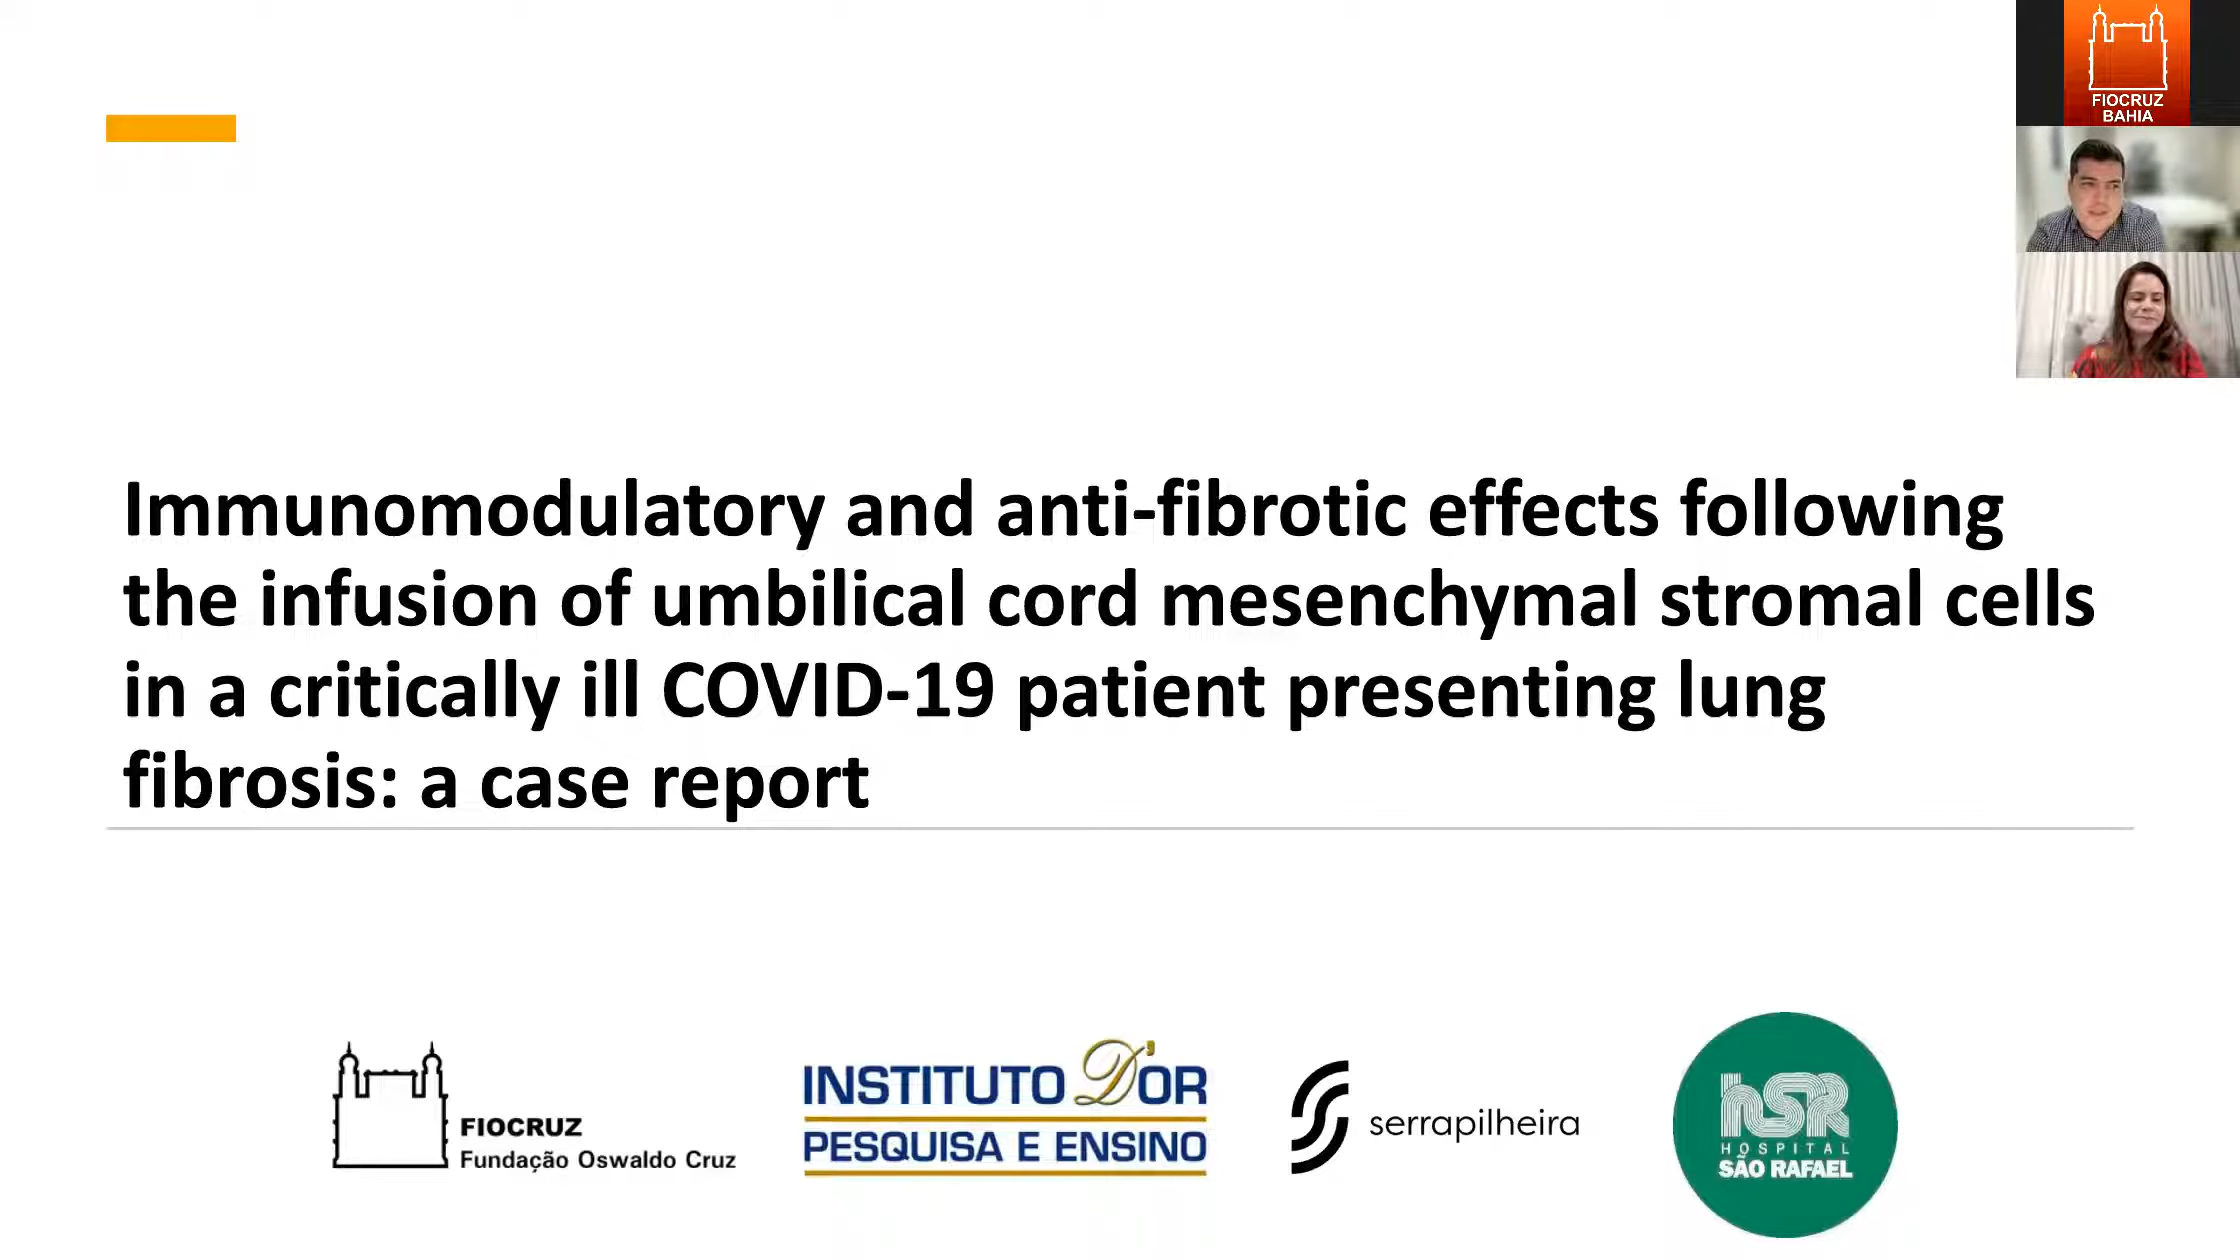 FIOCRUZ
BAHIA
Immunomodulatory and anti-fibrotic effects following
the infusion of umbilical cord mesenchymal stromal cells
in a critically ill COVID-19 patient presenting lung
fibrosis: a case report
FIOCRUZ
Fundação Oswaldo Cruz
INSTITUTO D'OR
PESQUISA E ENSINO
serrapilheira
hSR
HOSPITAL
SÃO RAFAEL